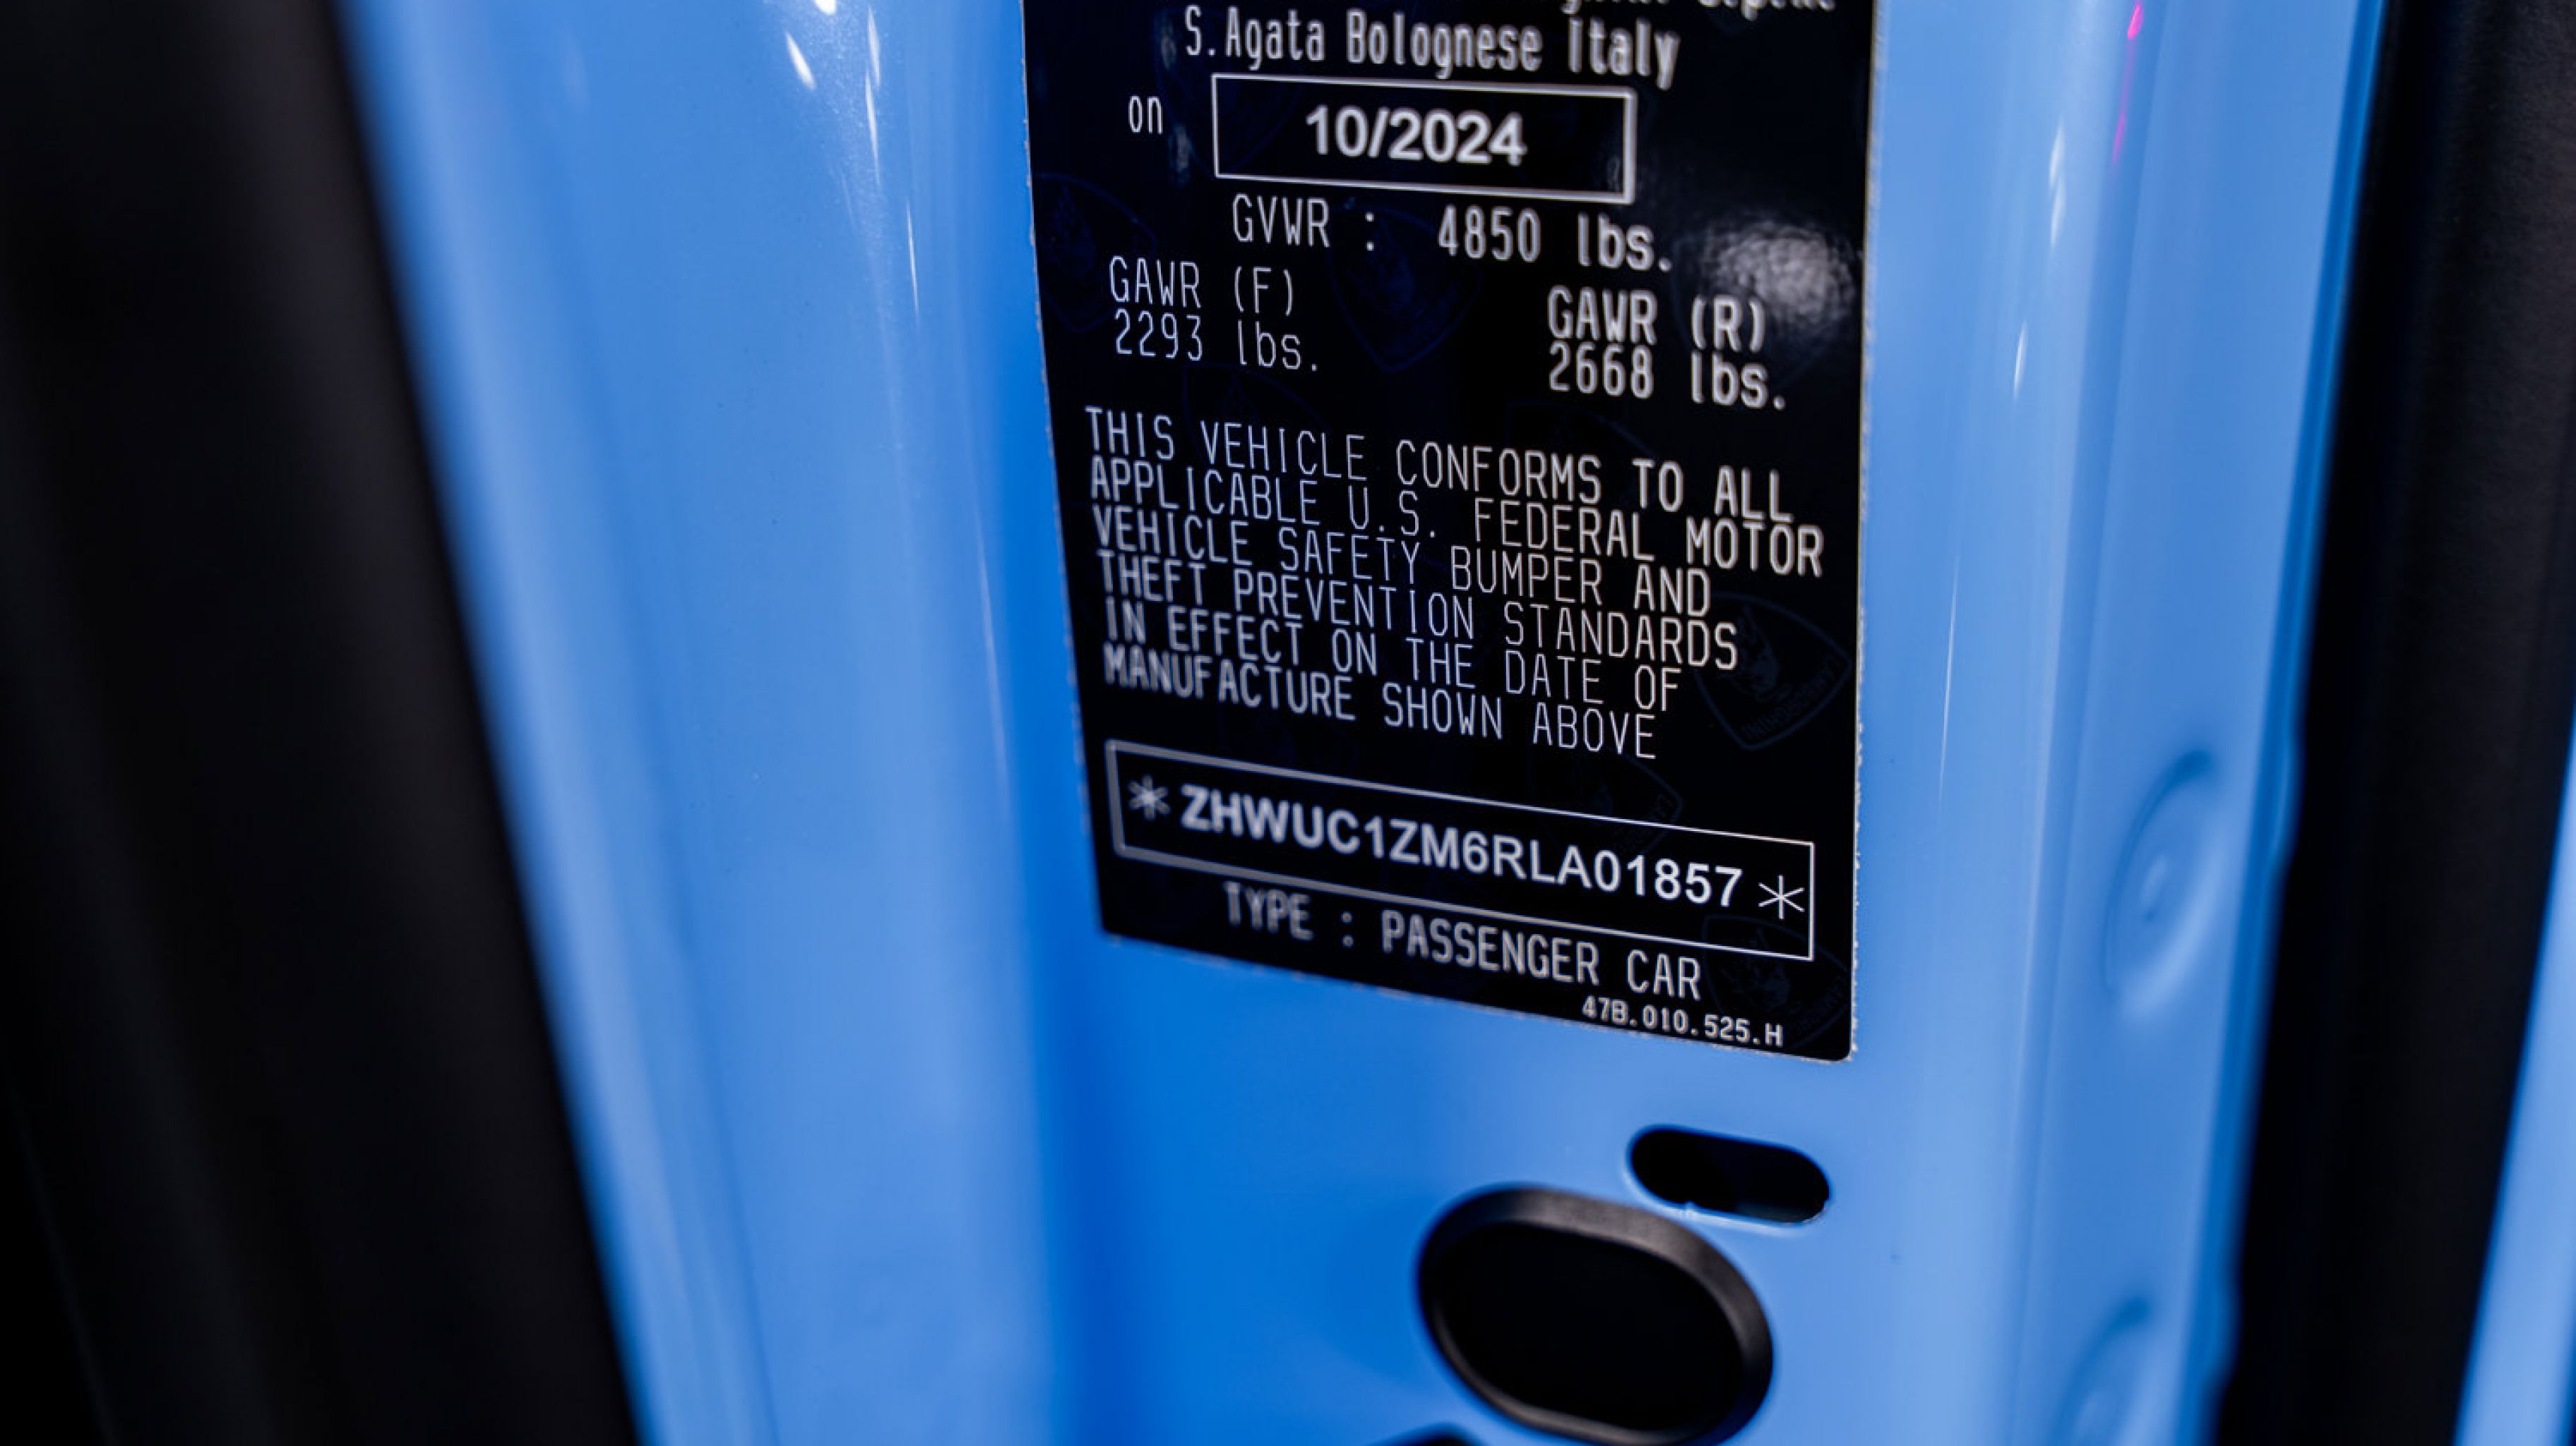 S.Agata Bolognese Italy
on 10/2024
GVWR : 4850 lbs.
GAWR (F) GAWR (R)
2293 lbs. 2668 lbs.
THIS VEHICLE CONFORMS TO ALL
APPLICABLE U.S. FEDERAL MOTOR
VEHICLE SAFETY BUMPER AND
THEFT PREVENTION STANDARDS
IN EFFECT ON THE DATE OF
MANUFACTURE SHOWN ABOVE
* ZHWUC1ZM6RLA01857 *
TYPE : PASSENGER CAR
47B.010.525.H